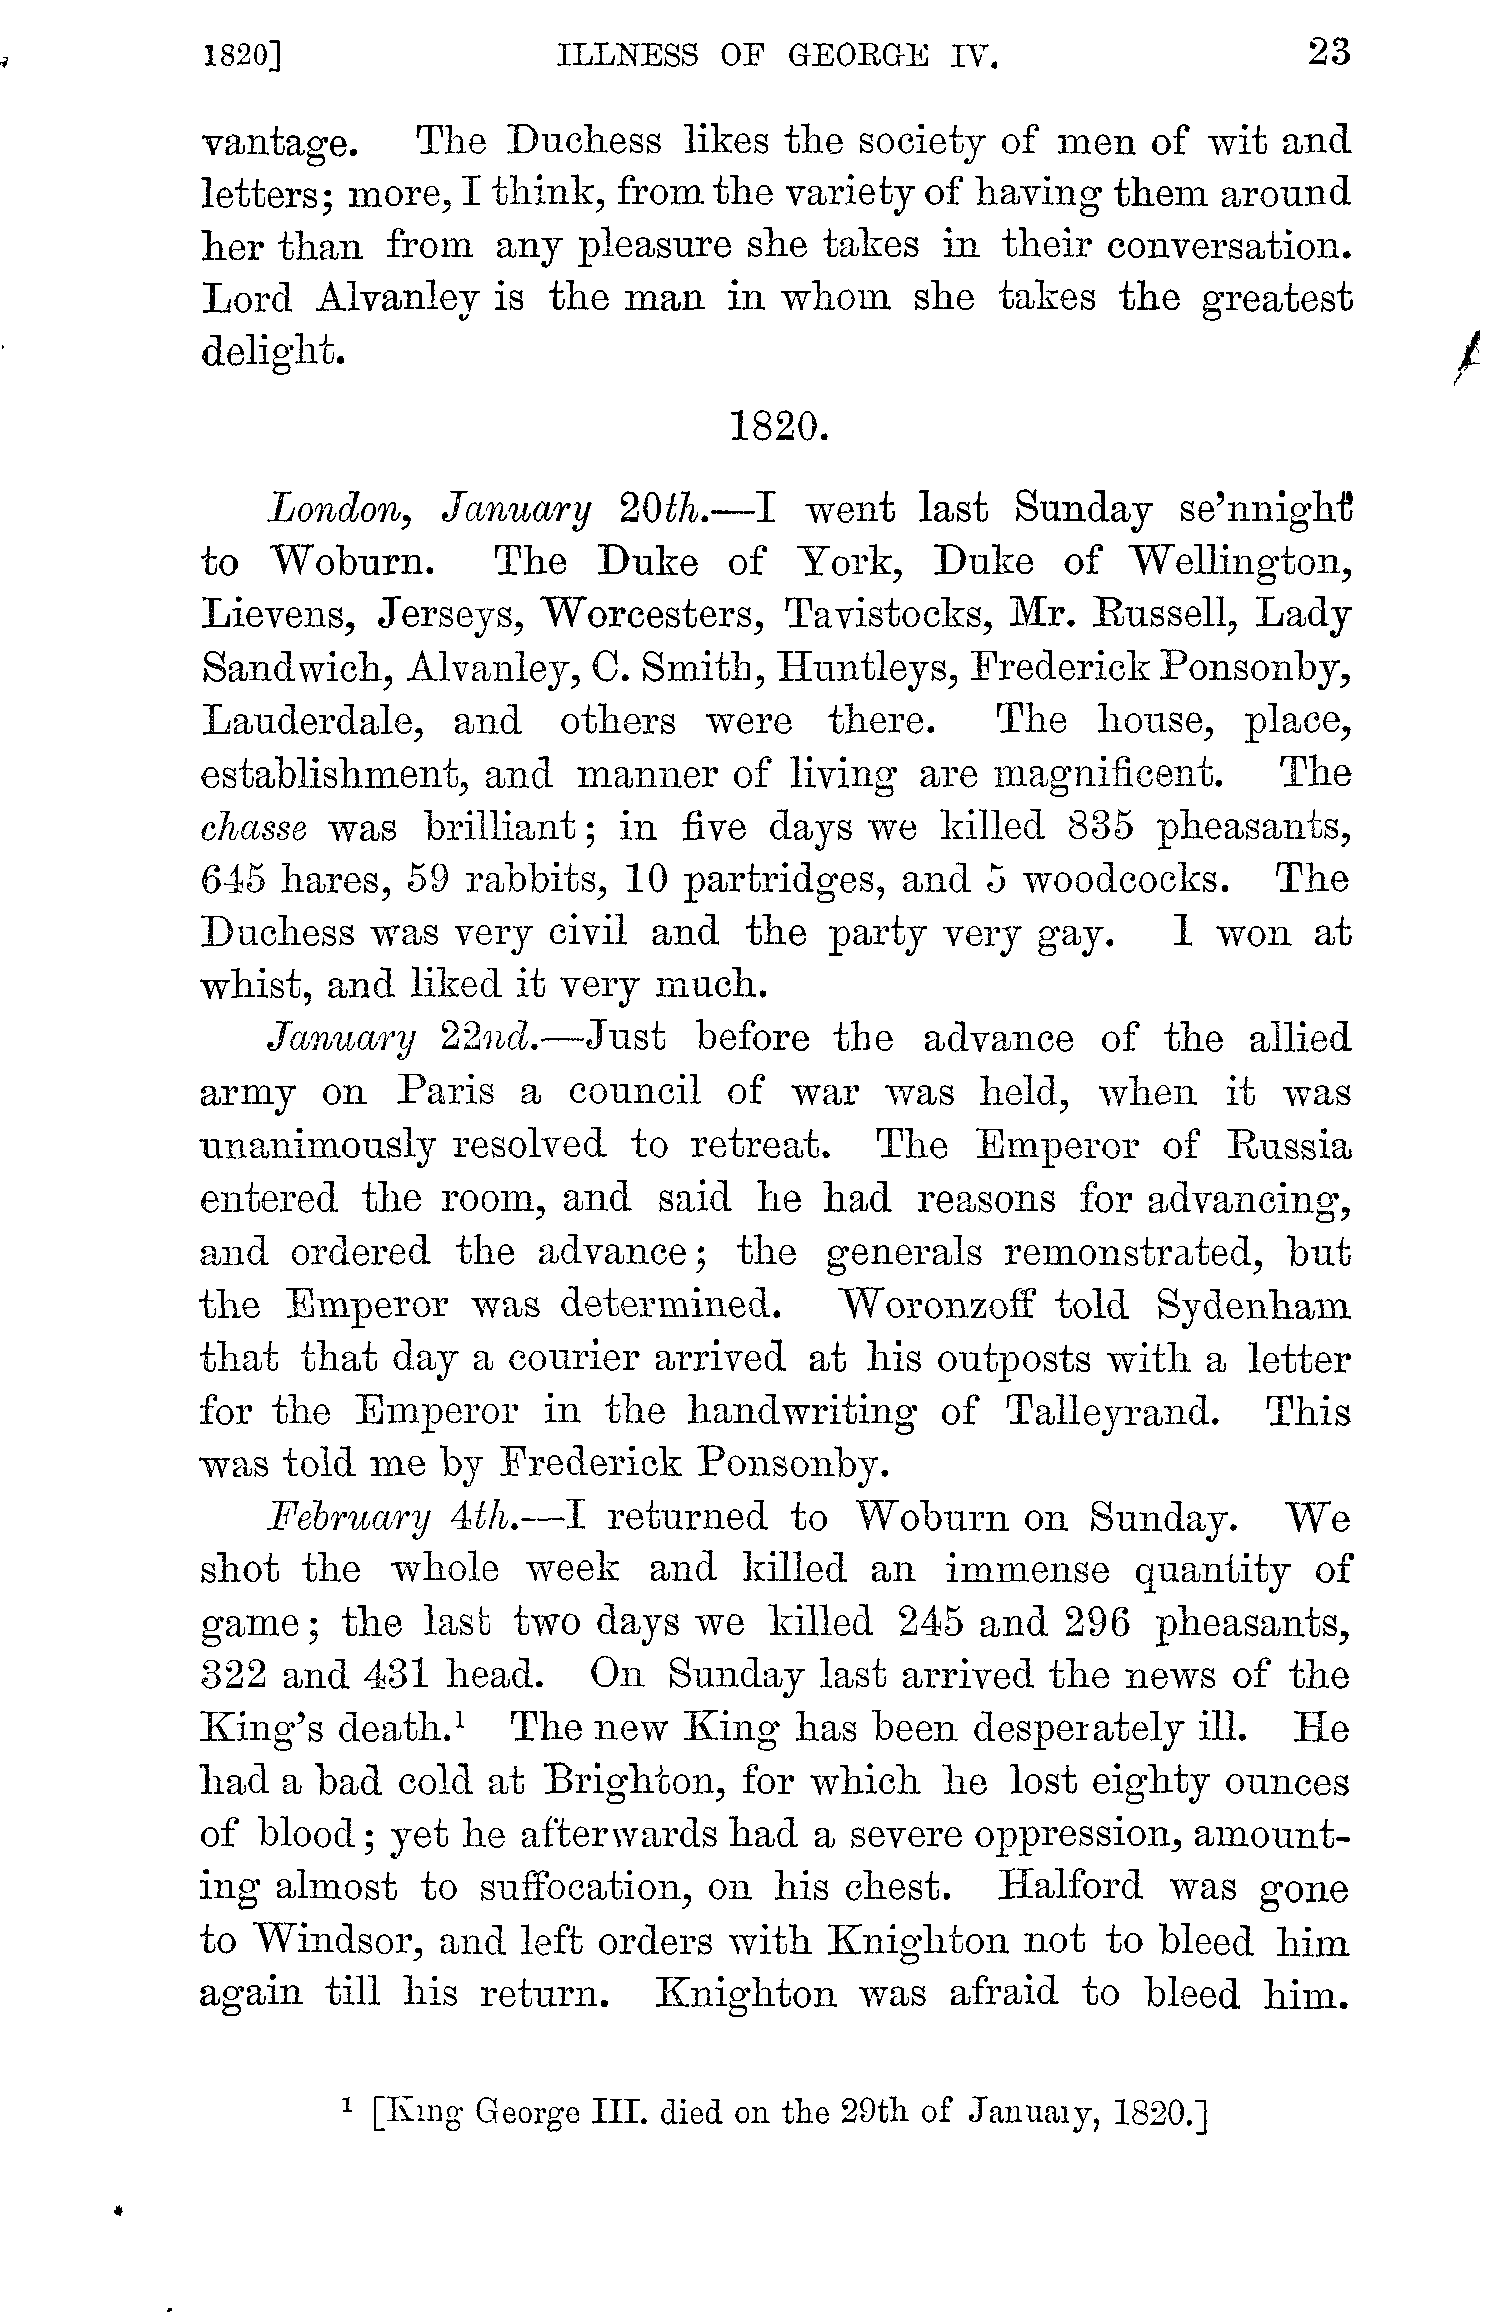 1820] ILLNESS OF GEORGE IV. 23
vantage. The Duchess likes the society of men of wit and
letters; more, I think, from the variety of having them around
her than from any pleasure she takes in their conversation.
Lord Alvanley is the man in whom she takes the greatest
delight.
1820.
London, January 20th.—I went last Sunday se'nnight
to Woburn. The Duke of York, Duke of Wellington,
Lievens, Jerseys, Worcesters, Tavistocks, Mr. Russell, Lady
Sandwich, Alvanley, C. Smith, Huntleys, Frederick Ponsonby,
Lauderdale, and others were there. The house, place,
establishment, and manner of living are magnificent. The
chasse was brilliant; in five days we killed 835 pheasants,
645 hares, 59 rabbits, 10 partridges, and 5 woodcocks. The
Duchess was very civil and the party very gay. I won at
whist, and liked it very much.
January 22nd.—Just before the advance of the allied
army on Paris a council of war was held, when it was
unanimously resolved to retreat. The Emperor of Russia
entered the room, and said he had reasons for advancing,
and ordered the advance; the generals remonstrated, but
the Emperor was determined. Woronzoff told Sydenham
that that day a courier arrived at his outposts with a letter
for the Emperor in the handwriting of Talleyrand. This
was told me by Frederick Ponsonby.
February 4th.—I returned to Woburn on Sunday. We
shot the whole week and killed an immense quantity of
game; the last two days we killed 245 and 296 pheasants,
322 and 431 head. On Sunday last arrived the news of the
King's death.¹ The new King has been desperately ill. He
had a bad cold at Brighton, for which he lost eighty ounces
of blood; yet he afterwards had a severe oppression, amount-
ing almost to suffocation, on his chest. Halford was gone
to Windsor, and left orders with Knighton not to bleed him
again till his return. Knighton was afraid to bleed him.
¹ [King George III. died on the 29th of January, 1820.]